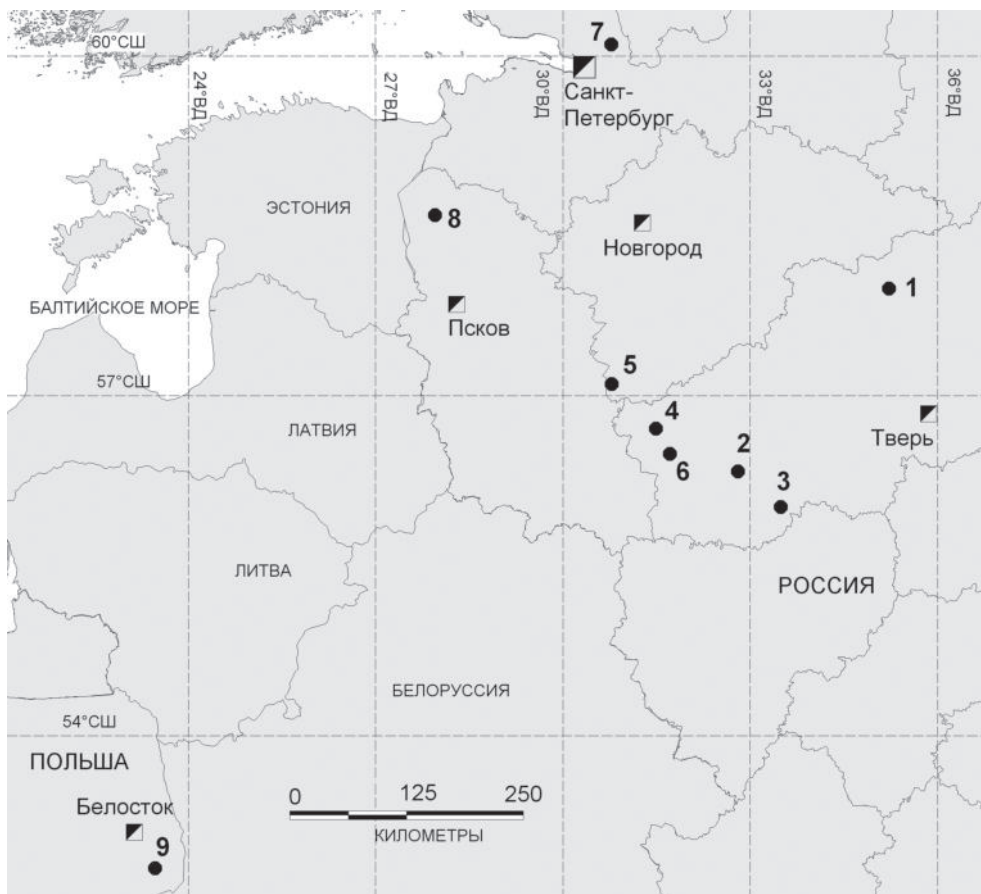 7
60°СШ
24°ВД
27°ВД
30°ВД
33°ВД
36°ВД
Санкт-
Петербург
ЭСТОНИЯ
8
Новгород
1
БАЛТИЙСКОЕ МОРЕ
Псков
5
57°СШ
4
ЛАТВИЯ
Тверь
6
2
3
ЛИТВА
РОССИЯ
БЕЛОРУССИЯ
54°СШ
ПОЛЬША
Белосток
0 125 250
КИЛОМЕТРЫ
9